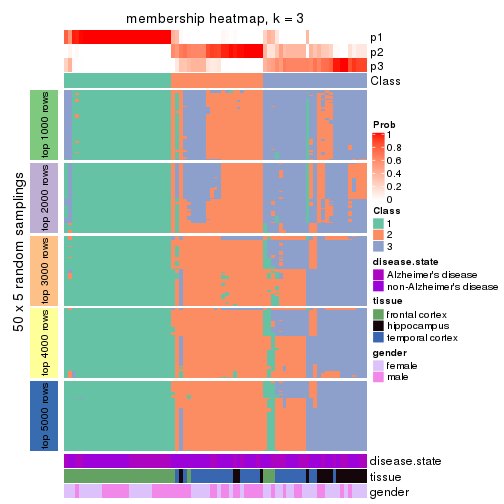 membership heatmap, k = 3
p1
p2
p3
Class
50 x 5 random samplings
top 1000 rows
top 2000 rows
top 3000 rows
top 4000 rows
top 5000 rows
disease.state
tissue
gender
Prob
1
0.8
0.6
0.4
0.2
0
Class
1
2
3
disease.state
Alzheimer's disease
non-Alzheimer's disease
tissue
frontal cortex
hippocampus
temporal cortex
gender
female
male